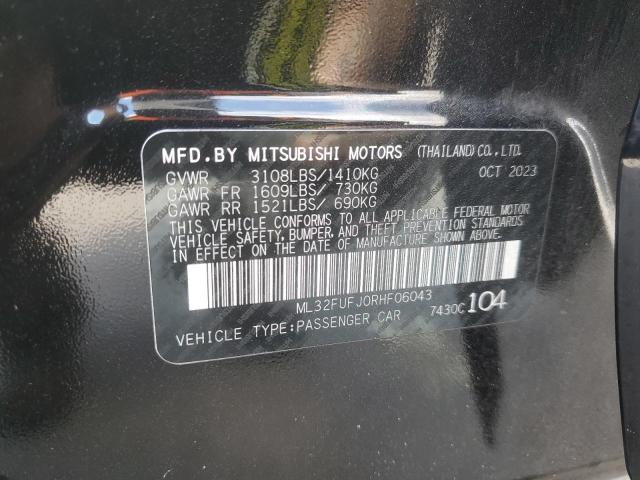 MFD.BY MITSUBISHI MOTORS (THAILAND)CO.,LTD.
GVWR 3108LBS/1410KG OCT 2023
GAWR FR 1609LBS/ 730KG
GAWR RR 1521LBS/ 690KG
THIS VEHICLE CONFORMS TO ALL APPLICABLE FEDERAL MOTOR
VEHICLE SAFETY, BUMPER, AND THEFT PREVENTION STANDARDS
IN EFFECT ON THE DATE OF MANUFACTURE SHOWN ABOVE.
ML32FUFJ0RHF06043
VEHICLE TYPE:PASSENGER CAR 7430C 104